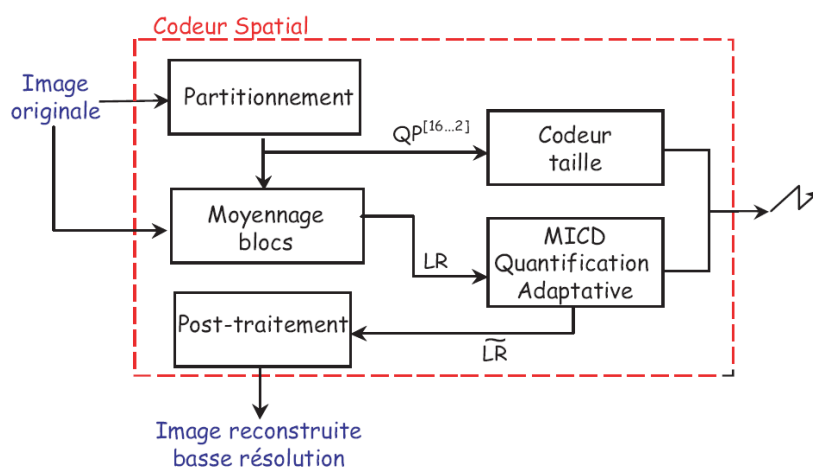 Codeur Spatial
Image
originale
Partitionnement
QP[16...2]
Codeur
taille
Moyennage
blocs
LR
MICD
Quantification
Adaptative
Post-traitement
L͠R
Image reconstruite
basse résolution